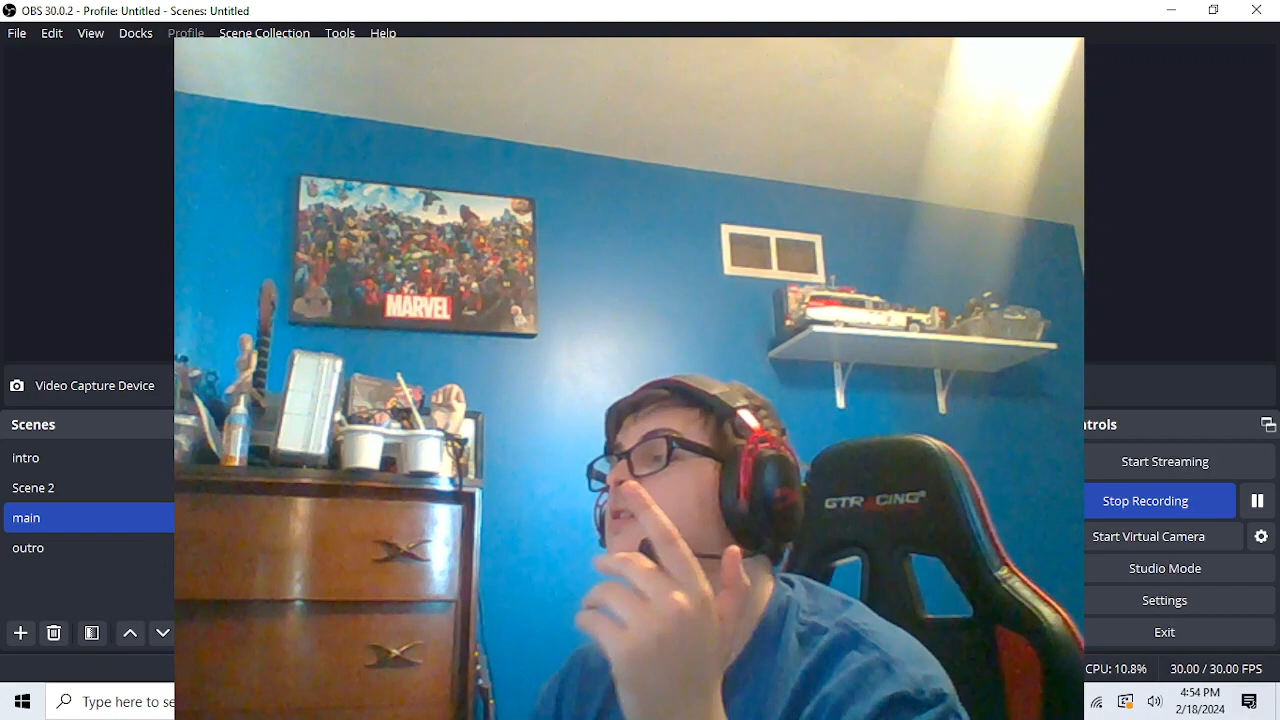 OBS 30.0.2 - Profile: Untitled - Scenes: Untitled
File Edit View Docks Profile Scene Collection Tools Help
MARVEL
GTRACING
Video Capture Device
Scenes
intro
Scene 2
main
outro
trols
Start Streaming
Stop Recording
Start Virtual Camera
Studio Mode
Settings
Exit
CPU: 10.8% 30.00 / 30.00 FPS
Type here to se
4:54 PM
2/18/2024